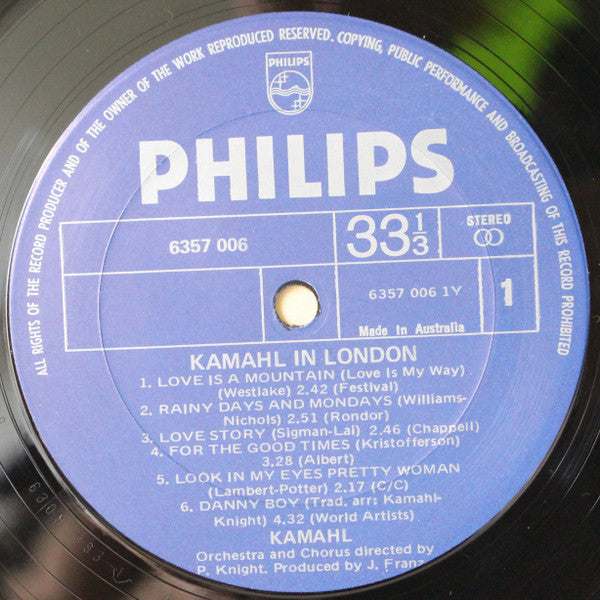 ALL RIGHTS OF THE RECORD PRODUCER AND OF THE OWNER OF THE WORK REPRODUCED RESERVED. COPYING, PUBLIC PERFORMANCE AND BROADCASTING OF THIS RECORD PROHIBITED
PHILIPS
PHILIPS
6357 006
33 1/3
STEREO
6357 006 1Y
1
Made In Australia
KAMAHL IN LONDON
1. LOVE IS A MOUNTAIN (Love Is My Way)
(Westlake) 2.42 (Festival)
2. RAINY DAYS AND MONDAYS (Williams-
Nichols) 2.51 (Rondor)
3. LOVE STORY (Sigman-Lai) 2.46 (Chappell)
4. FOR THE GOOD TIMES (Kristofferson)
3.28 (Albert)
5. LOOK IN MY EYES PRETTY WOMAN
(Lambert-Potter) 2.17 (C/C)
6. DANNY BOY (Trad. arr: Kamahl-
Knight) 4.32 (World Artists)
KAMAHL
Orchestra and Chorus directed by
P. Knight. Produced by J. Franz